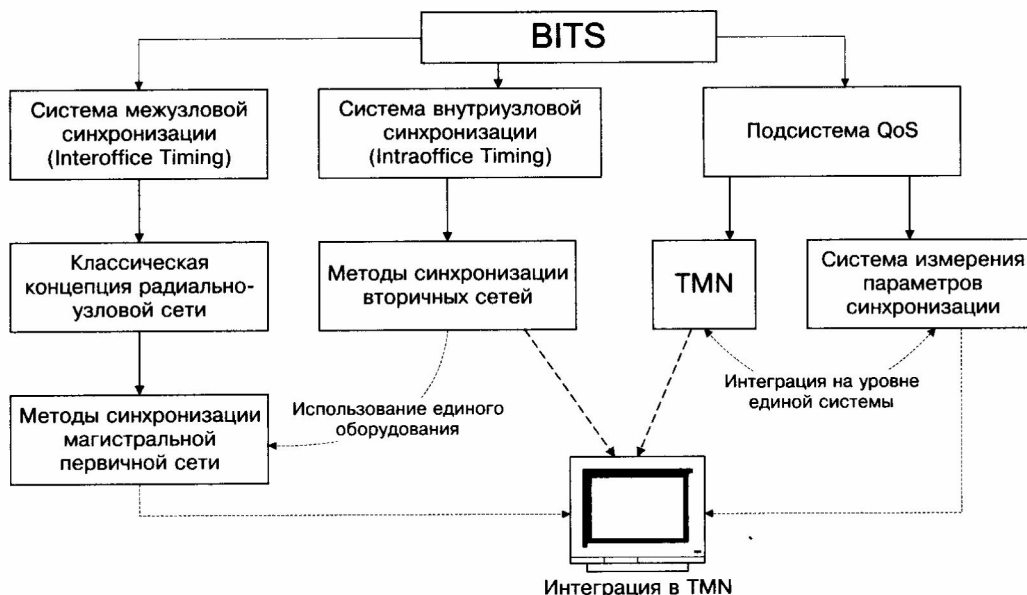 BITS
Система межузловой
синхронизации
(Interoffice Timing)
Система внутриузловой
синхронизации
(Intraoffice Timing)
Подсистема QoS
Классическая
концепция радиально-
узловой сети
Методы синхронизации
вторичных сетей
TMN
Система измерения
параметров
синхронизации
Методы синхронизации
магистральной
первичной сети
Использование единого
оборудования
Интеграция на уровне
единой системы
Интеграция в TMN